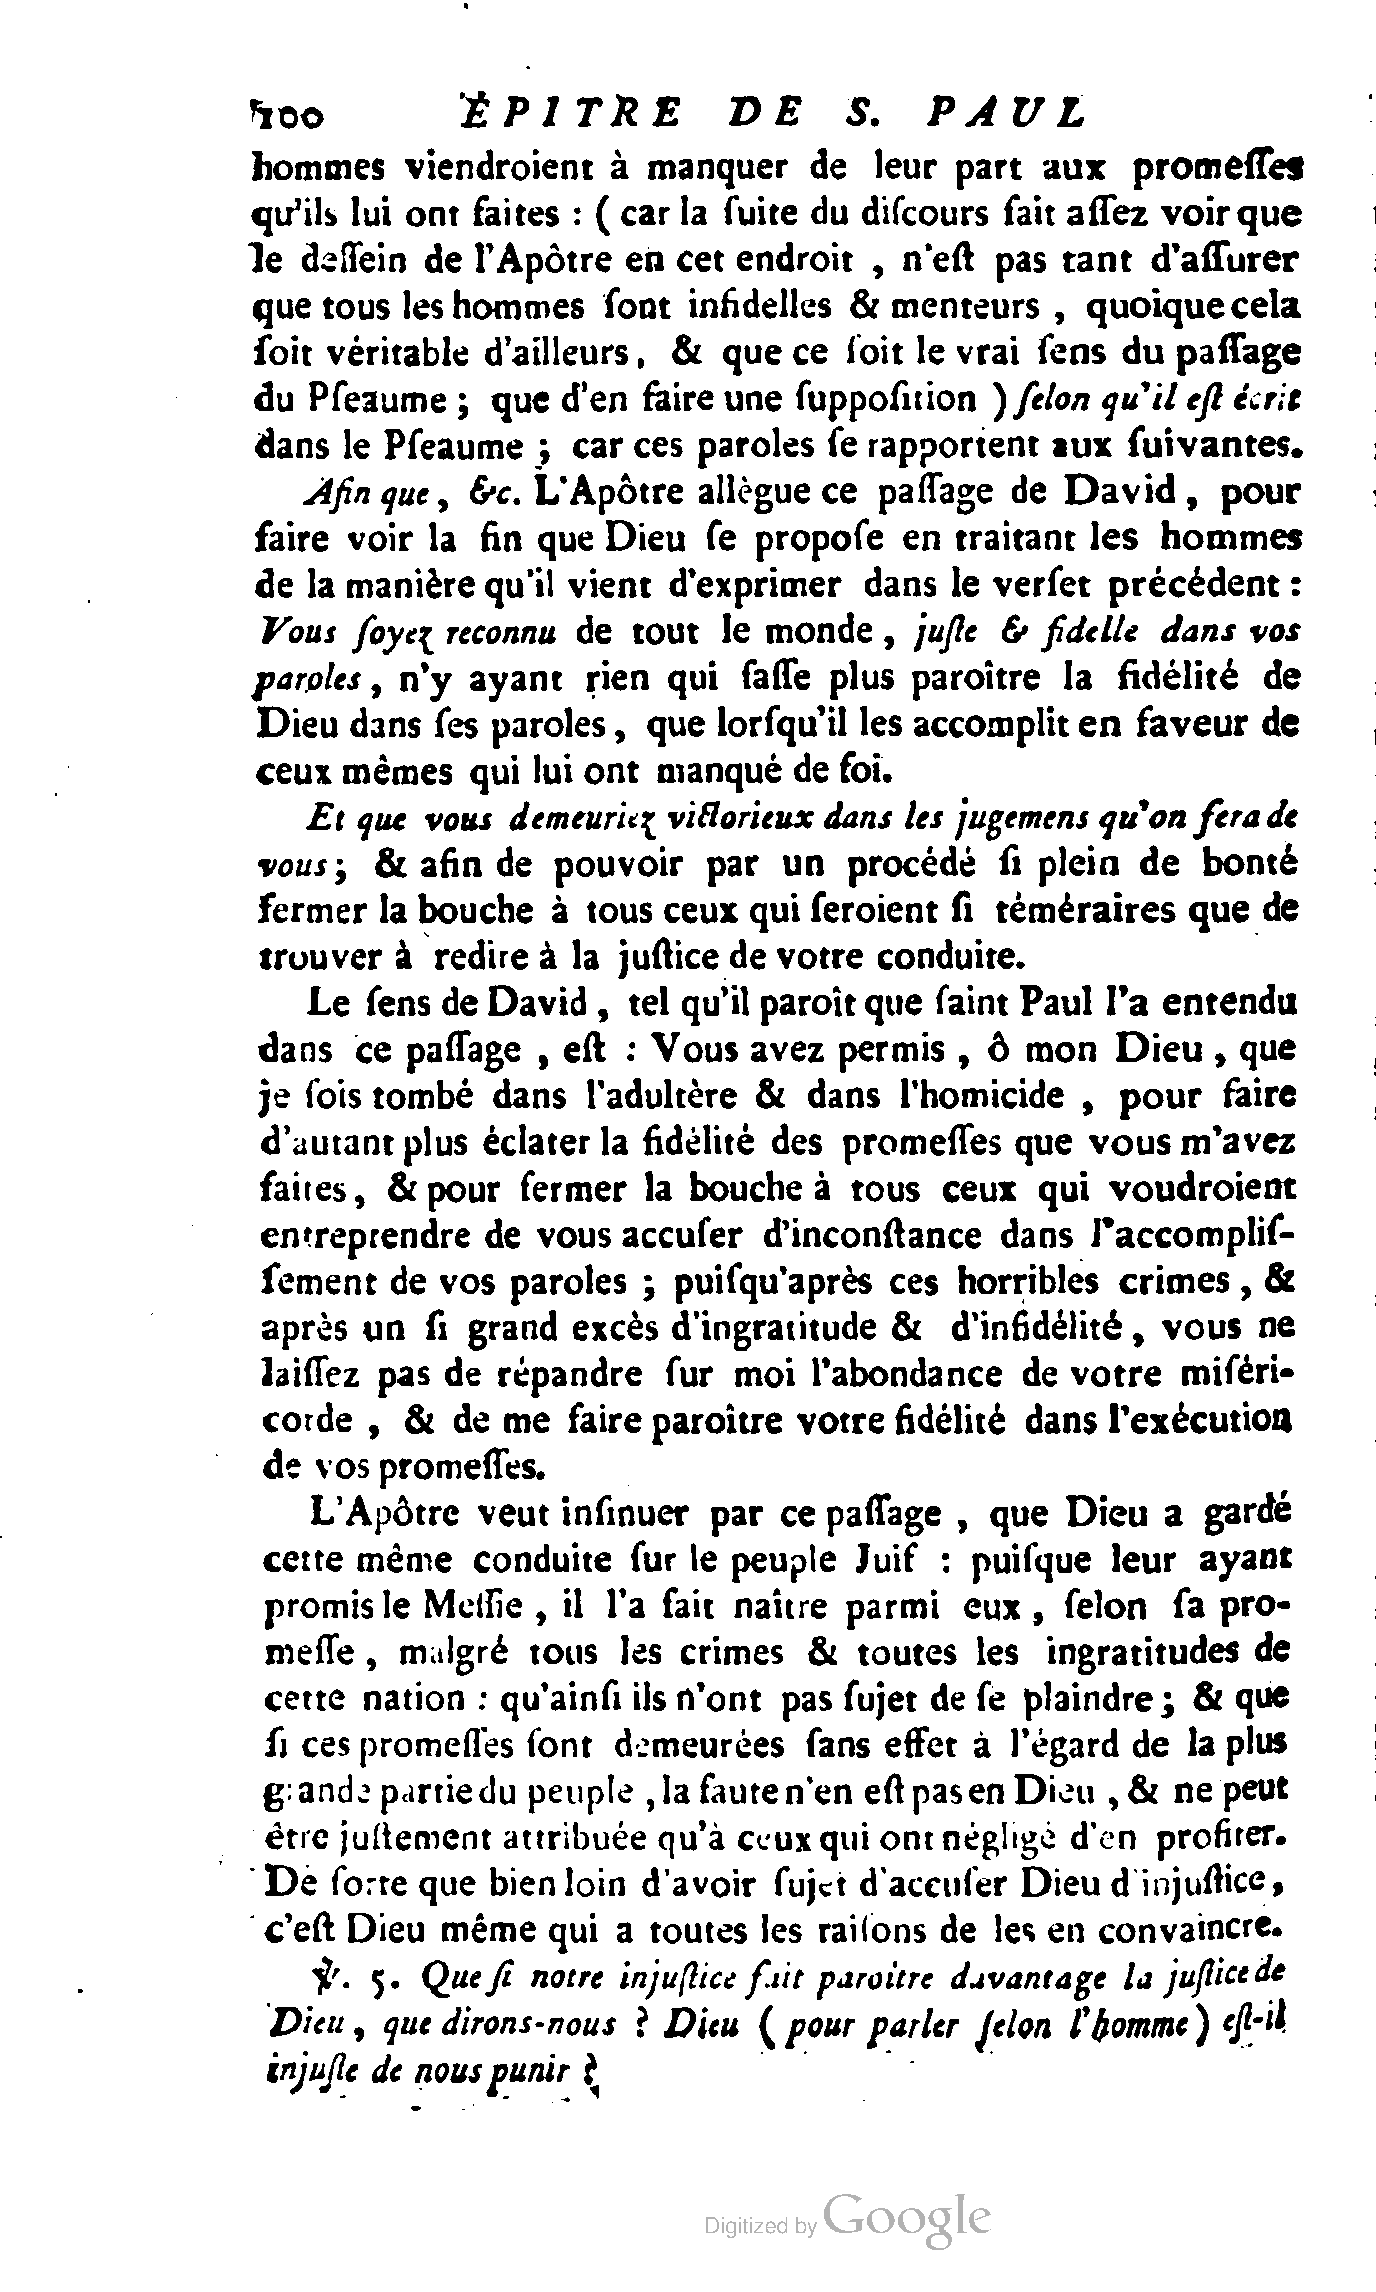 100 ÉPITRE DE S. PAUL
hommes viendroient à manquer de leur part aux promeſſes
qu'ils lui ont faites : ( car la ſuite du diſcours fait aſſez voir que
le deſſein de l'Apôtre en cet endroit , n'eſt pas tant d'aſſurer
que tous les hommes ſont infidelles & menteurs , quoique cela
ſoit véritable d'ailleurs, & que ce ſoit le vrai ſens du paſſage
du Pſeaume ; que d'en faire une ſuppoſition ) ſelon qu'il eſt écrit
dans le Pſeaume ; car ces paroles ſe rapportent aux ſuivantes.
Afin que, &c. L'Apôtre allègue ce paſſage de David, pour
faire voir la fin que Dieu ſe propoſe en traitant les hommes
de la manière qu'il vient d'exprimer dans le verſet précédent :
Vous ſoyez reconnu de tout le monde, juſte & fidelle dans vos
paroles, n'y ayant rien qui faſſe plus paroître la fidélité de
Dieu dans ſes paroles, que lorſqu'il les accomplit en faveur de
ceux mêmes qui lui ont manqué de foi.
Et que vous demeuriez victorieux dans les jugemens qu'on fera de
vous; & afin de pouvoir par un procédé ſi plein de bonté
fermer la bouche à tous ceux qui ſeroient ſi téméraires que de
trouver à redire à la juſtice de votre conduite.
Le ſens de David, tel qu'il paroît que ſaint Paul l'a entendu
dans ce paſſage , eſt : Vous avez permis , ô mon Dieu , que
je ſois tombé dans l'adultère & dans l'homicide , pour faire
d'autant plus éclater la fidélité des promeſſes que vous m'avez
faites, & pour fermer la bouche à tous ceux qui voudroient
entreprendre de vous accuſer d'inconſtance dans l'accompliſ-
ſement de vos paroles ; puiſqu'après ces horribles crimes, &
après un ſi grand excès d'ingratitude & d'infidélité, vous ne
laiſſez pas de répandre ſur moi l'abondance de votre miſéri-
corde , & de me faire paroître votre fidélité dans l'exécution
de vos promeſſes.
L'Apôtre veut inſinuer par ce paſſage , que Dieu a gardé
cette même conduite ſur le peuple Juif : puiſque leur ayant
promis le Meſſie , il l'a fait naître parmi eux , ſelon ſa pro-
meſſe , malgré tous les crimes & toutes les ingratitudes de
cette nation : qu'ainſi ils n'ont pas ſujet de ſe plaindre ; & que
ſi ces promeſſes ſont demeurées ſans effet à l'égard de la plus
grande partie du peuple , la faute n'en eſt pas en Dieu , & ne peut
être juſtement attribuée qu'à ceux qui ont négligé d'en profiter.
De ſorte que bien loin d'avoir ſujet d'accuſer Dieu d'injuſtice,
c'eſt Dieu même qui a toutes les raiſons de les en convaincre.
℣. 5. Que ſi notre injuſtice fait paroître davantage la juſtice de
Dieu, que dirons-nous ? Dieu ( pour parler ſelon l'homme ) eſt-il
injuſte de nous punir ?
Digitized by Google